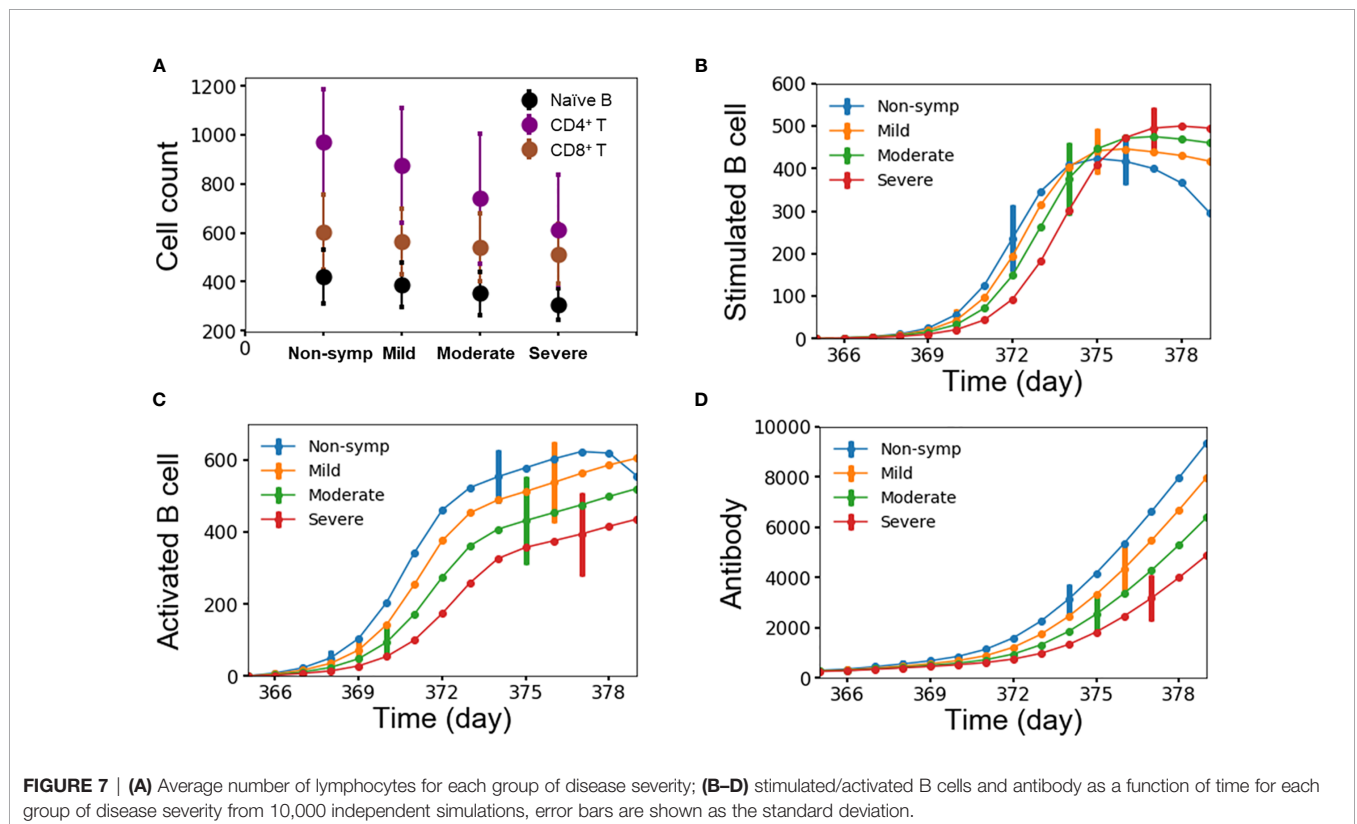 A
1200
1000
800
600
400
200
0
Cell count
Naïve B
CD4+ T
CD8+ T
Non-symp Mild Moderate Severe
B
600
500
400
300
200
100
0
Stimulated B cell
Non-symp
Mild
Moderate
Severe
366 369 372 375 378
Time (day)
C
600
400
200
0
Activated B cell
Non-symp
Mild
Moderate
Severe
366 369 372 375 378
Time (day)
D
10000
8000
6000
4000
2000
0
Antibody
Non-symp
Mild
Moderate
Severe
366 369 372 375 378
Time (day)
FIGURE 7 | (A) Average number of lymphocytes for each group of disease severity; (B–D) stimulated/activated B cells and antibody as a function of time for each
group of disease severity from 10,000 independent simulations, error bars are shown as the standard deviation.